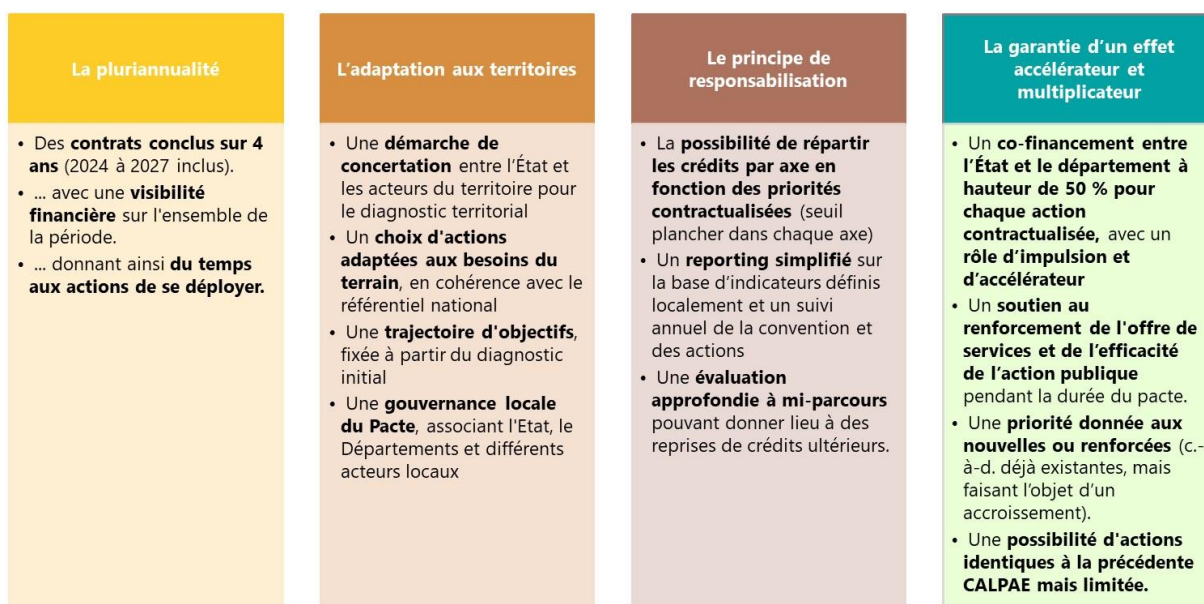 La pluriannualité
• Des contrats conclus sur 4
ans (2024 à 2027 inclus).
• ... avec une visibilité
financière sur l'ensemble de
la période.
• ... donnant ainsi du temps
aux actions de se déployer.
L'adaptation aux territoires
• Une démarche de
concertation entre l'État et
les acteurs du territoire pour
le diagnostic territorial
• Un choix d'actions
adaptées aux besoins du
terrain, en cohérence avec le
référentiel national
• Une trajectoire d'objectifs,
fixée à partir du diagnostic
initial
• Une gouvernance locale
du Pacte, associant l'Etat, le
Départements et différents
acteurs locaux
Le principe de
responsabilisation
• La possibilité de répartir
les crédits par axe en
fonction des priorités
contractualisées (seuil
plancher dans chaque axe)
• Un reporting simplifié sur
la base d'indicateurs définis
localement et un suivi
annuel de la convention et
des actions
• Une évaluation
approfondie à mi-parcours
pouvant donner lieu à des
reprises de crédits ultérieurs.
La garantie d'un effet
accélérateur et
multiplicateur
• Un co-financement entre
l'État et le département à
hauteur de 50 % pour
chaque action
contractualisée, avec un
rôle d'impulsion et
d'accélérateur
• Un soutien au
renforcement de l'offre de
services et de l'efficacité
de l'action publique
pendant la durée du pacte.
• Une priorité donnée aux
nouvelles ou renforcées (c.-
à-d. déjà existantes, mais
faisant l'objet d'un
accroissement).
• Une possibilité d'actions
identiques à la précédente
CALPAE mais limitée.